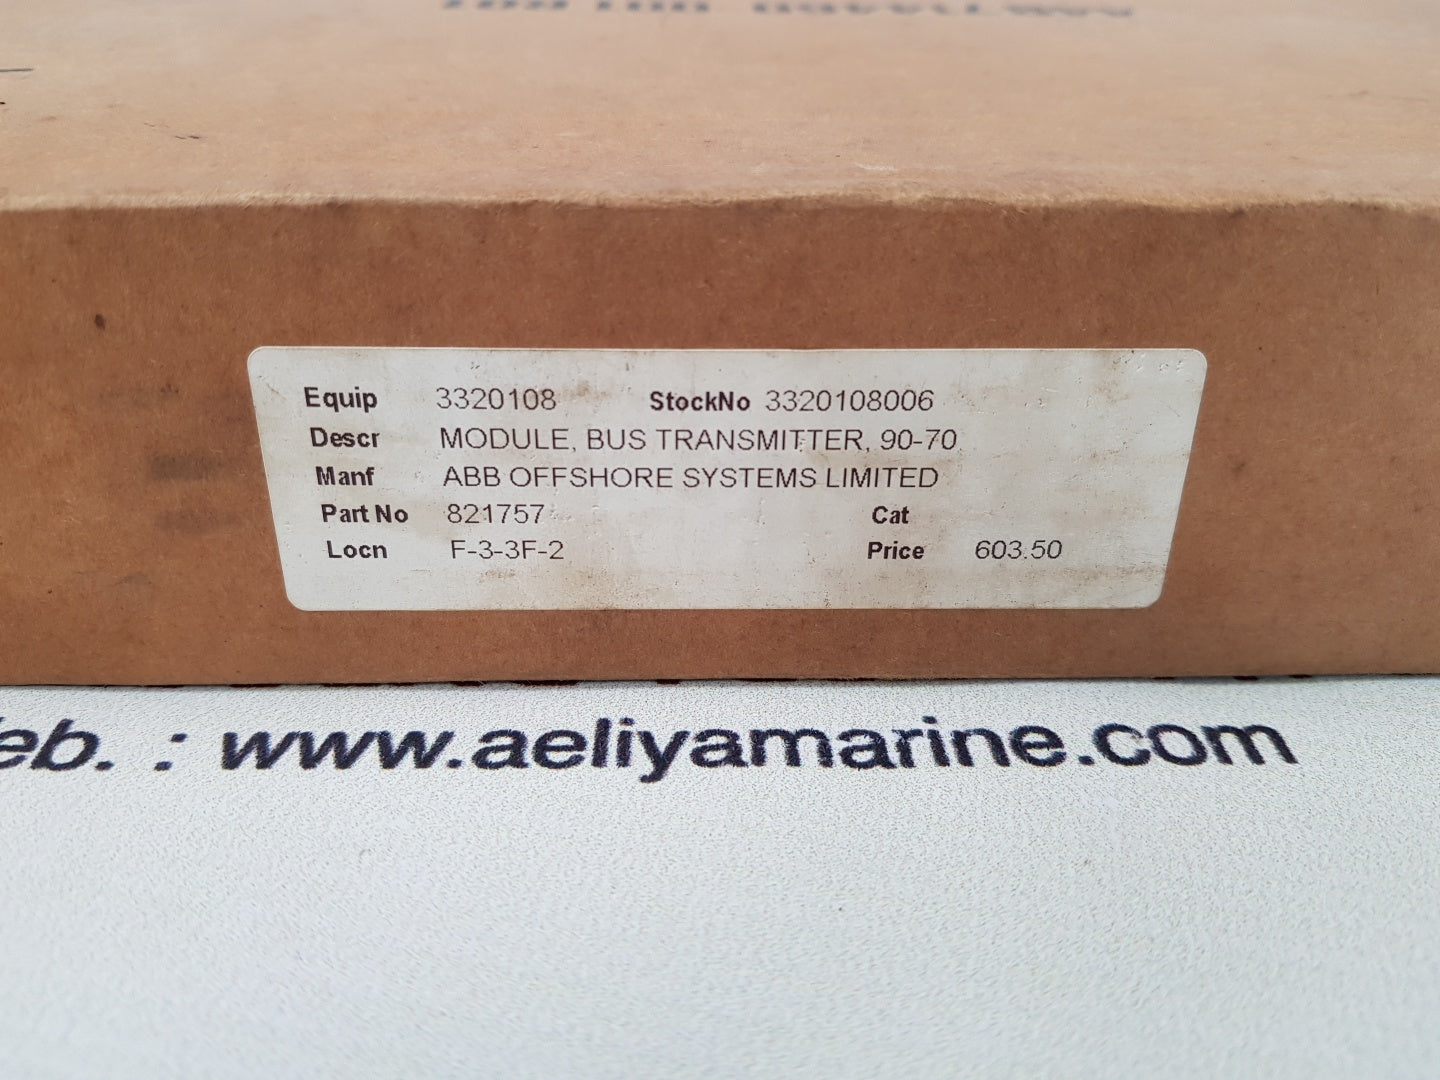 Equip 3320108 StockNo 3320108006
Descr MODULE, BUS TRANSMITTER, 90-70
Manf ABB OFFSHORE SYSTEMS LIMITED
Part No 821757 Cat
Locn F-3-3F-2 Price 603.50
eb. : www.aeliyamarine.com